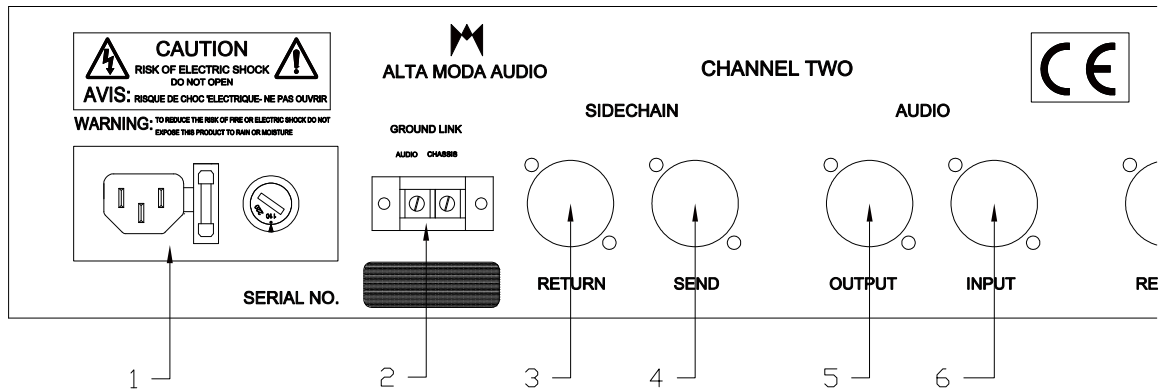 CAUTION
RISK OF ELECTRIC SHOCK
DO NOT OPEN
AVIS: RISQUE DE CHOC 'ELECTRIQUE- NE PAS OUVRIR
WARNING: TO REDUCE THE RISK OF FIRE OR ELECTRIC SHOCK DO NOT
EXPOSE THIS PRODUCT TO RAIN OR MOISTURE
110
220
SERIAL NO.
ALTA MODA AUDIO
GROUND LINK
AUDIO CHASSIS
CHANNEL TWO
SIDECHAIN
AUDIO
CE
RETURN
SEND
OUTPUT
INPUT
RE
1
2
3
4
5
6